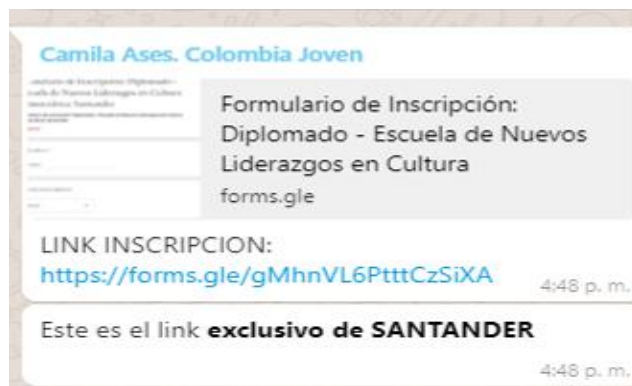 Camila Ases. Colombia Joven
Formulario de Inscripción:
Diplomado - Escuela de Nuevos
Liderazgos en Cultura
forms.gle
LINK INSCRIPCION:
https://forms.gle/gMhnVL6PtttCzSiXA
4:48 p. m.
Este es el link exclusivo de SANTANDER
4:48 p. m.